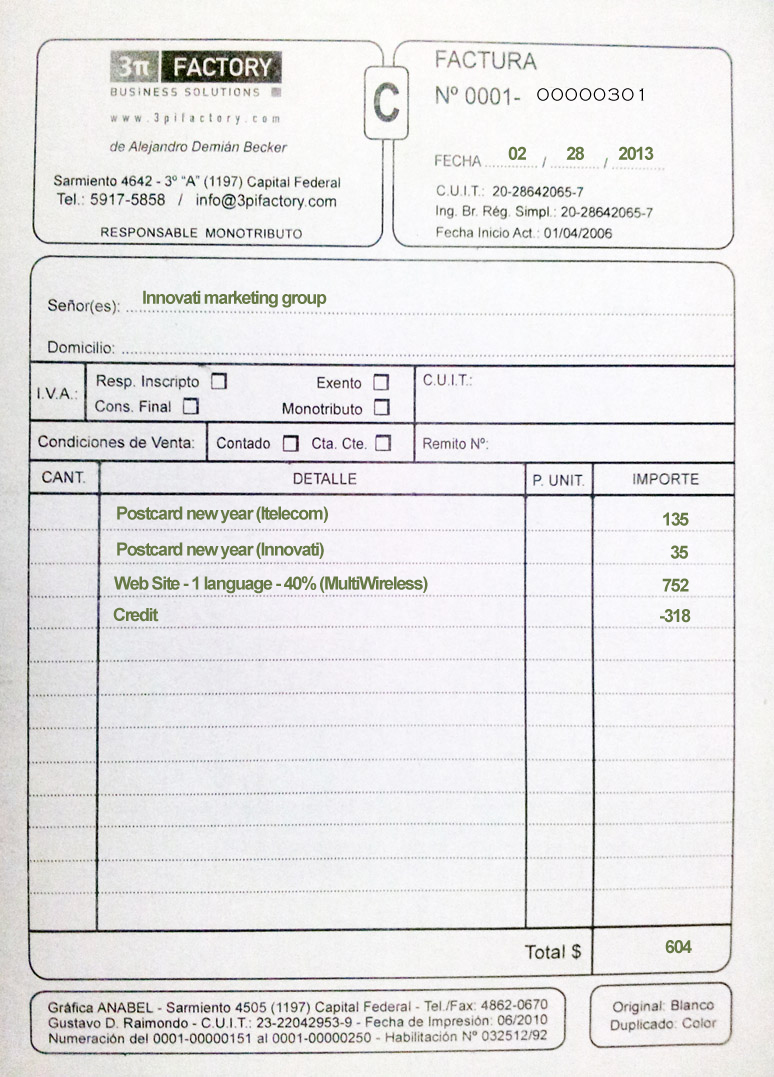 3π FACTORY
BUSINESS SOLUTIONS
www.3pifactory.com
de Alejandro Demián Becker
Sarmiento 4642 - 3º "A" (1197) Capital Federal
Tel.: 5917-5858 / info@3pifactory.com
RESPONSABLE MONOTRIBUTO
C
FACTURA
Nº 0001- 00000301
FECHA 02 / 28 / 2013
C.U.I.T.: 20-28642065-7
Ing. Br. Rég. Simpl.: 20-28642065-7
Fecha Inicio Act.: 01/04/2006
Señor(es): Innovati marketing group
Domicilio:
I.V.A.: Resp. Inscripto Exento
Cons. Final Monotributo
C.U.I.T.:
Condiciones de Venta: Contado Cta. Cte. Remito Nº:
CANT. DETALLE P. UNIT. IMPORTE
Postcard new year (Itelecom) 135
Postcard new year (Innovati) 35
Web Site - 1 language - 40% (MultiWireless) 752
Credit -318
Total $ 604
Gráfica ANABEL - Sarmiento 4505 (1197) Capital Federal - Tel./Fax: 4862-0670
Gustavo D. Raimondo - C.U.I.T.: 23-22042953-9 - Fecha de Impresión: 06/2010
Numeración del 0001-00000151 al 0001-00000250 - Habilitación Nº 032512/92
Original: Blanco
Duplicado: Color